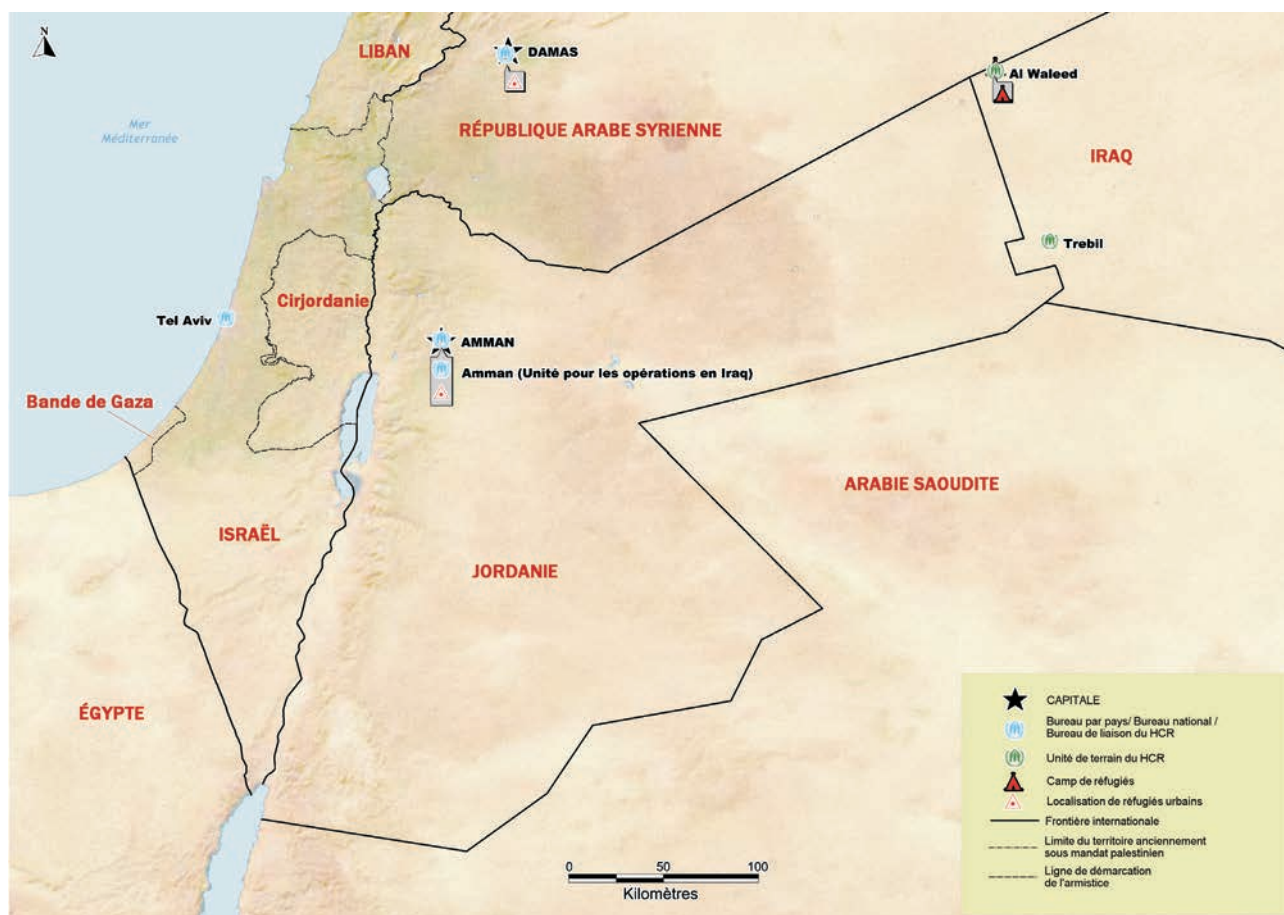 N
LIBAN
DAMAS
Al Waleed
Mer
Méditerranée
RÉPUBLIQUE ARABE SYRIENNE
IRAQ
Trebil
Cirjordanie
Tel Aviv
AMMAN
Amman (Unité pour les opérations en Iraq)
Bande de Gaza
ARABIE SAOUDITE
ISRAËL
JORDANIE
ÉGYPTE
CAPITALE
Bureau par pays/ Bureau national /
Bureau de liaison du HCR
Unité de terrain du HCR
Camp de réfugiés
Localisation de réfugiés urbains
Frontière internationale
Limite du territoire anciennement
sous mandat palestinien
Ligne de démarcation
de l'armistice
0 50 100
Kilomètres